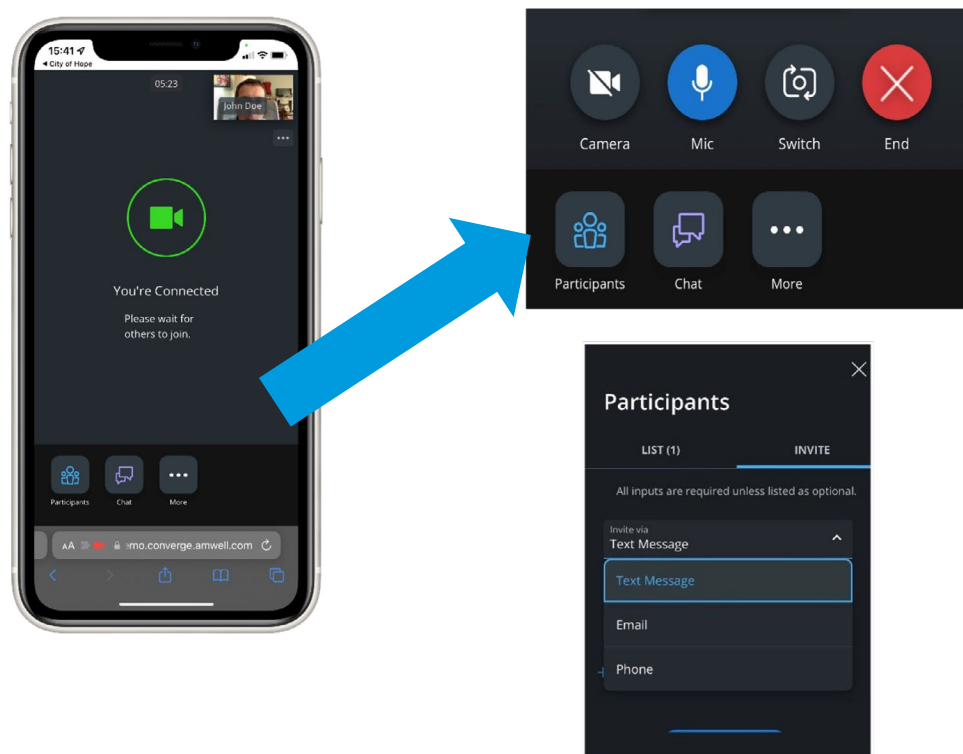 15:41
City of Hope
05:23
John Doe
You're Connected
Please wait for
others to join.
Participants
Chat
More
AA
mo.converge.amwell.com
Camera
Mic
Switch
End
Participants
Chat
More
Participants
LIST (1)
INVITE
All inputs are required unless listed as optional.
Invite via
Text Message
Text Message
Email
Phone